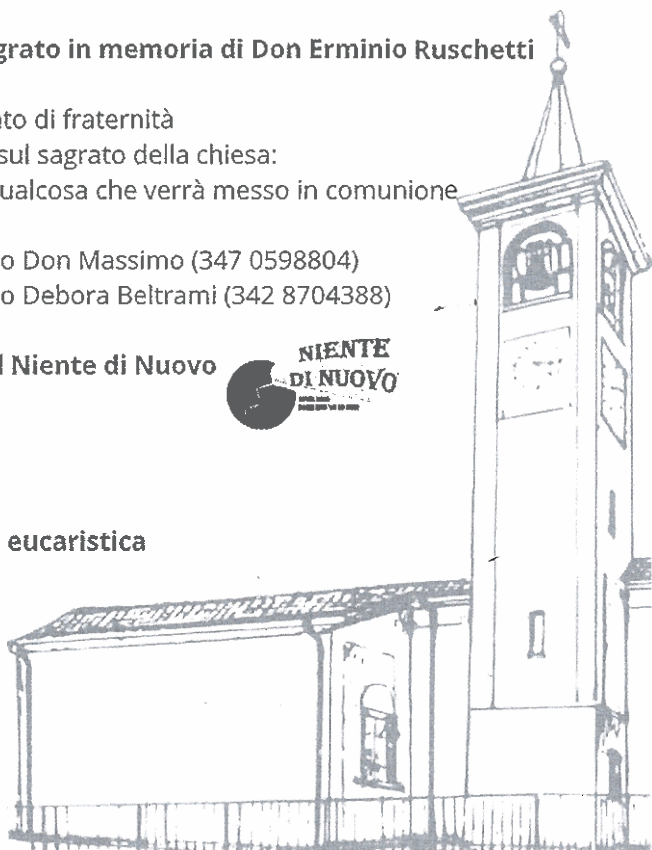 grato in memoria di Don Erminio Ruschetti
to di fraternità
sul sagrato della chiesa:
ualcosa che verrà messo in comunione
o Don Massimo (347 0598804)
o Debora Beltrami (342 8704388)
l Niente di Nuovo
NIENTE
DI NUOVO
eucaristica